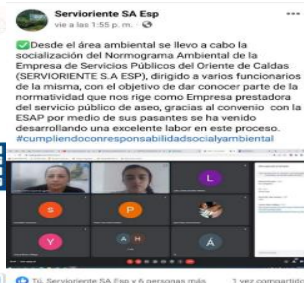 Servioriente SA Esp
vie a las 1:55 p. m.
✅Desde el área ambiental se llevo a cabo la
socialización del Normograma Ambiental de la
Empresa de Servicios Públicos del Oriente de Caldas
(SERVIORIENTE S.A ESP), dirigido a varios funcionarios
de la misma, con el objetivo de dar conocer parte de la
normatividad que nos rige como Empresa prestadora
del servicio público de aseo, gracias al convenio con la
ESAP por medio de sus pasantes se ha venido
desarrollando una excelente labor en este proceso.
#cumpliendoconresponsabilidadsocialyambiental
L
S
P
Y
A H
Á
Tú, Servioriente SA Esp y 6 personas más
1 vez compartido